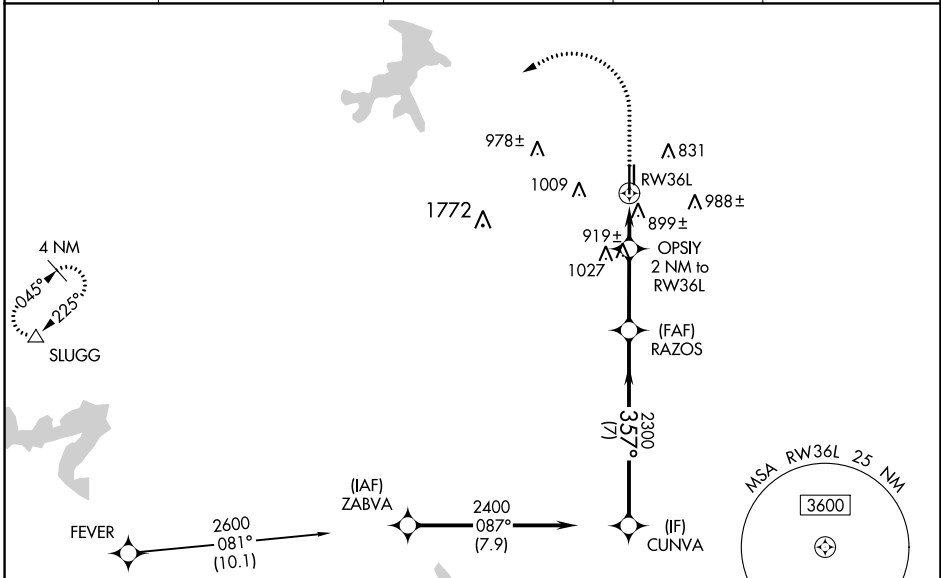 978±
831
1009
RW36L
988±
1772
899±
919±
4 NM
OPSIY
2 NM to
RW36L
1027
045°
225°
SLUGG
(FAF)
RAZOS
2300
357°
(7)
MSA RW36L 25 NM
3600
(IAF)
ZABVA
2400
087°
(7.9)
(IF)
CUNVA
FEVER
2600
081°
(10.1)